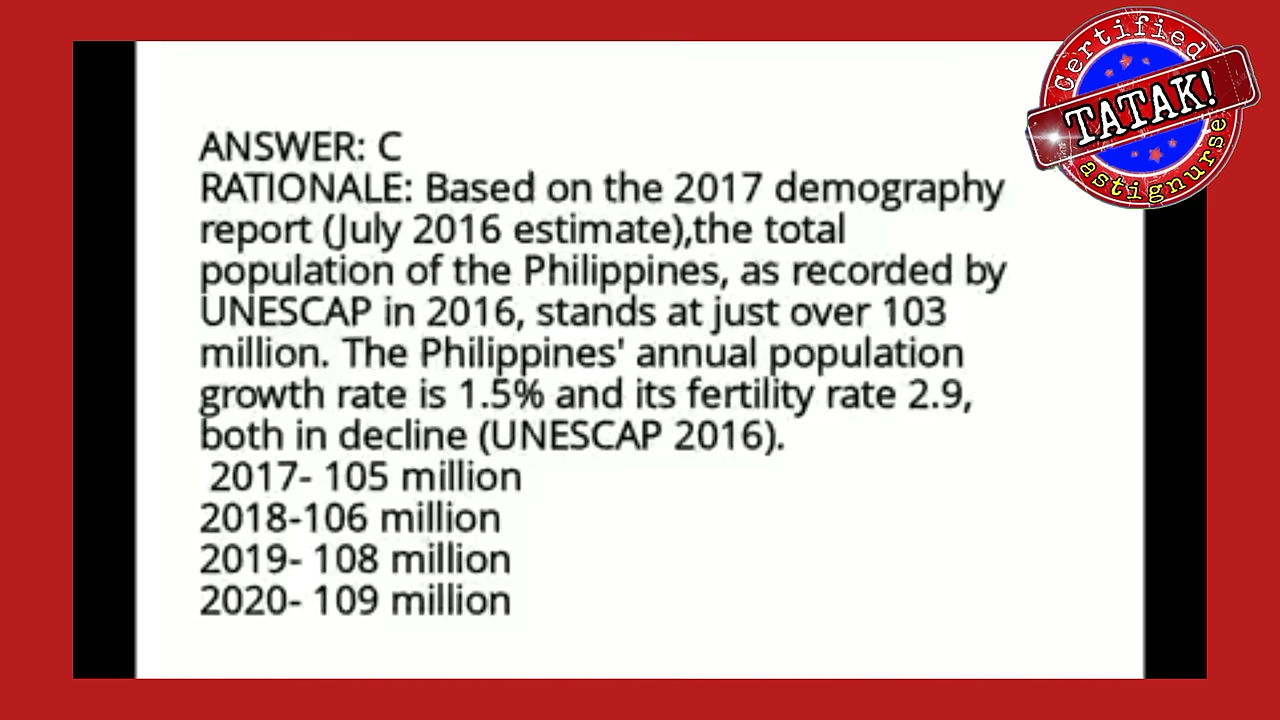 Certified
TATAK!
astignurse
ANSWER: C
RATIONALE: Based on the 2017 demography
report (July 2016 estimate),the total
population of the Philippines, as recorded by
UNESCAP in 2016, stands at just over 103
million. The Philippines' annual population
growth rate is 1.5% and its fertility rate 2.9,
both in decline (UNESCAP 2016).
2017- 105 million
2018-106 million
2019- 108 million
2020- 109 million